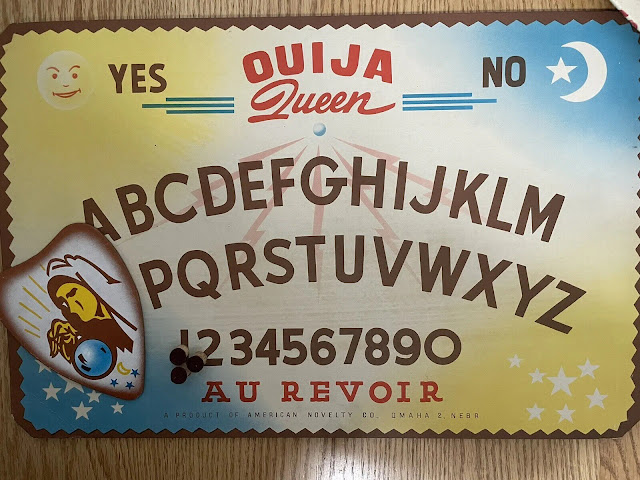 YES
OUIJA
Queen
NO
ABCDEFGHIJKLM
PQRSTUVWXYZ
1234567890
AU REVOIR
A PRODUCT OF AMERICAN NOVELTY CO. OMAHA 2, NEBR